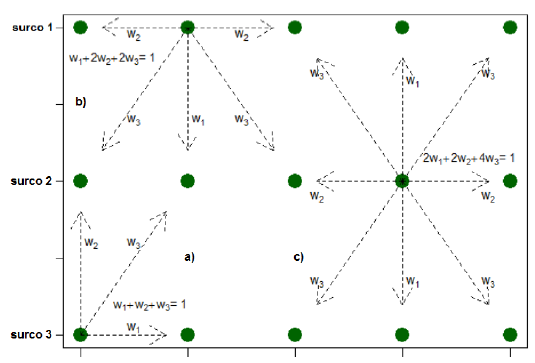 surco 1
w₂ w₂
w₁+2w₂+2w₃= 1
w₃ w₁ w₃
b)
w₃ w₁ w₃
2w₁+2w₂+4w₃= 1
surco 2
w₂ w₂
w₂ w₃
a) c)
w₃ w₁ w₃
w₁+w₂+w₃= 1
w₁
surco 3